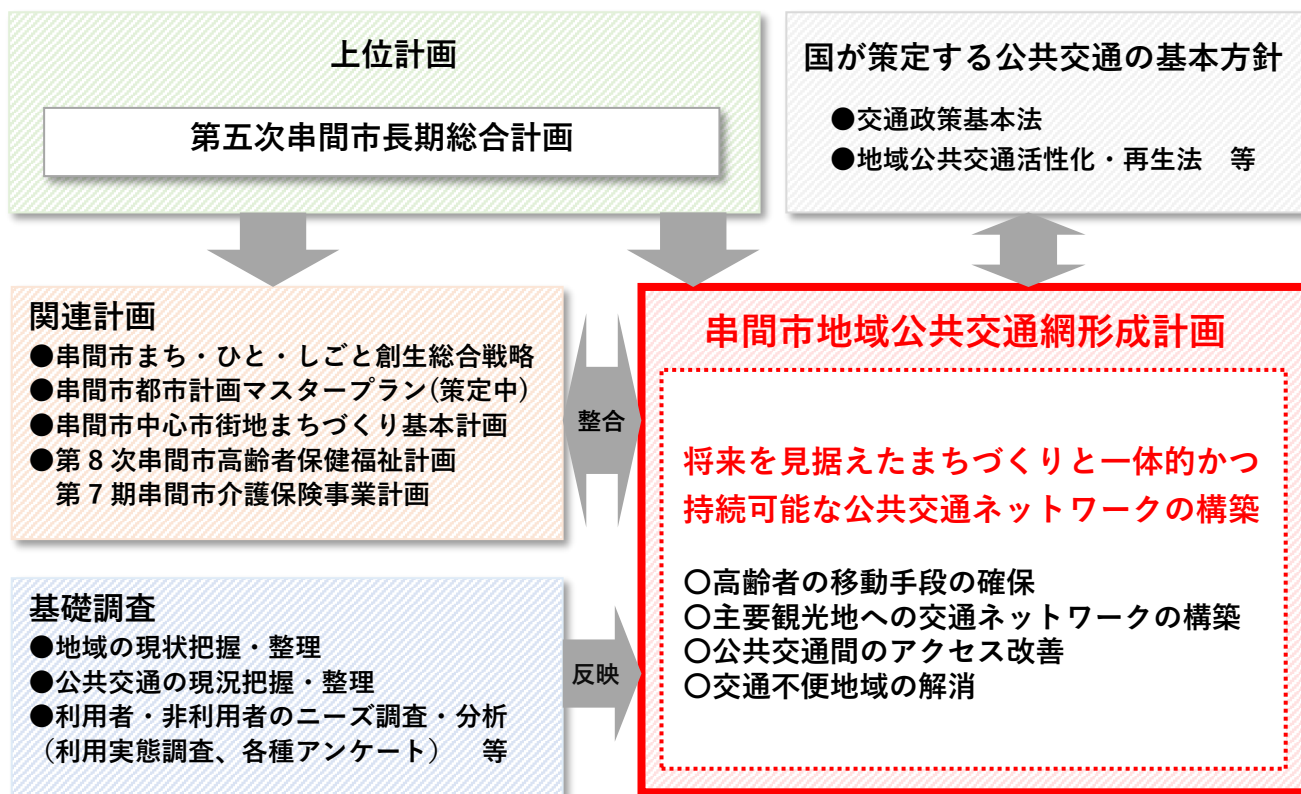 上位計画
第五次串間市長期総合計画
国が策定する公共交通の基本方針
●交通政策基本法
●地域公共交通活性化・再生法　等
関連計画
●串間市まち・ひと・しごと創生総合戦略
●串間市都市計画マスタープラン(策定中)
●串間市中心市街地まちづくり基本計画
●第８次串間市高齢者保健福祉計画
第７期串間市介護保険事業計画
整合
基礎調査
●地域の現状把握・整理
●公共交通の現況把握・整理
●利用者・非利用者のニーズ調査・分析
（利用実態調査、各種アンケート）　等
反映
串間市地域公共交通網形成計画
将来を見据えたまちづくりと一体的かつ
持続可能な公共交通ネットワークの構築
〇高齢者の移動手段の確保
〇主要観光地への交通ネットワークの構築
〇公共交通間のアクセス改善
〇交通不便地域の解消